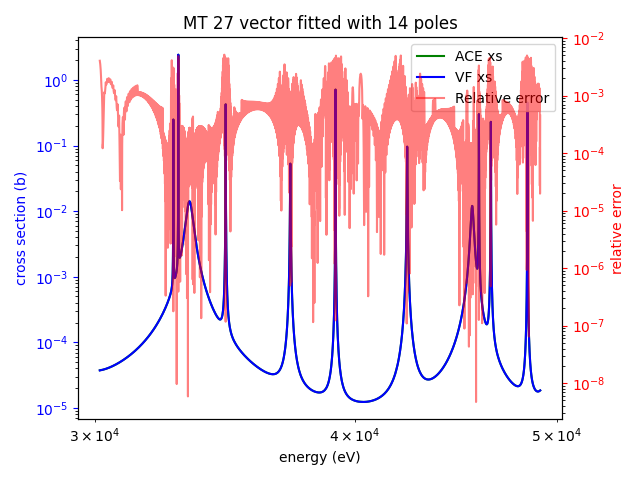 MT 27 vector fitted with 14 poles
ACE xs
VF xs
Relative error
cross section (b)
10⁰
10⁻¹
10⁻²
10⁻³
10⁻⁴
10⁻⁵
relative error
10⁻²
10⁻³
10⁻⁴
10⁻⁵
10⁻⁶
10⁻⁷
10⁻⁸
3 × 10⁴ 4 × 10⁴ 5 × 10⁴
energy (eV)